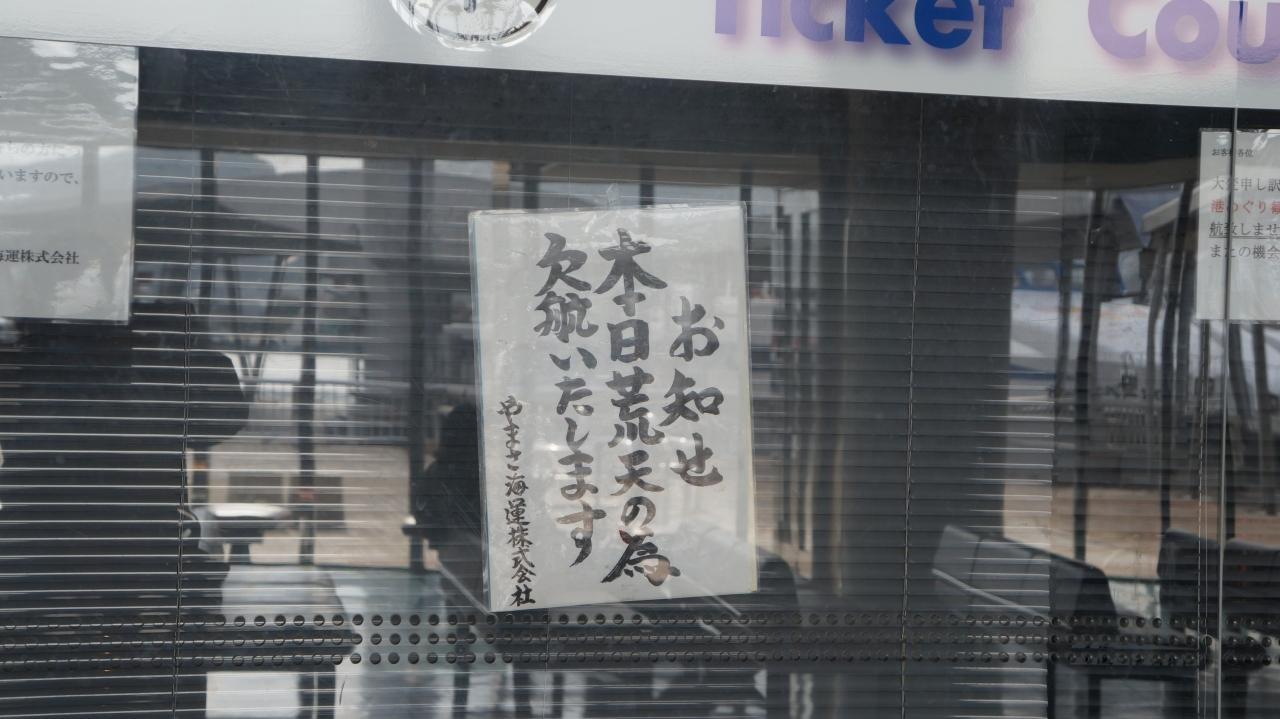 Ticket Cou
お知せ
本日荒天の為
欠航いたします
やまさ海運株式会社
いますので、
海運株式会社
お客様各位
大変申し訳
港めぐり
航致しませ
またの機会